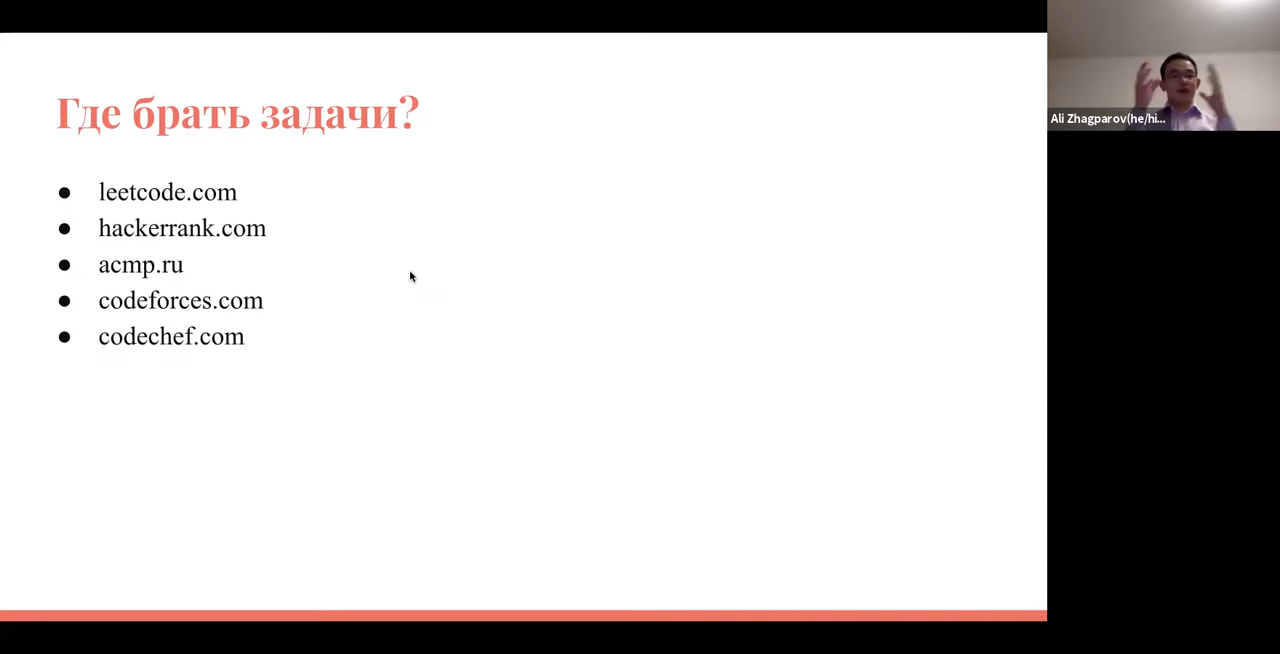 Где брать задачи?
● leetcode.com
● hackerrank.com
● acmp.ru
● codeforces.com
● codechef.com
Ali Zhagparov(he/hi...